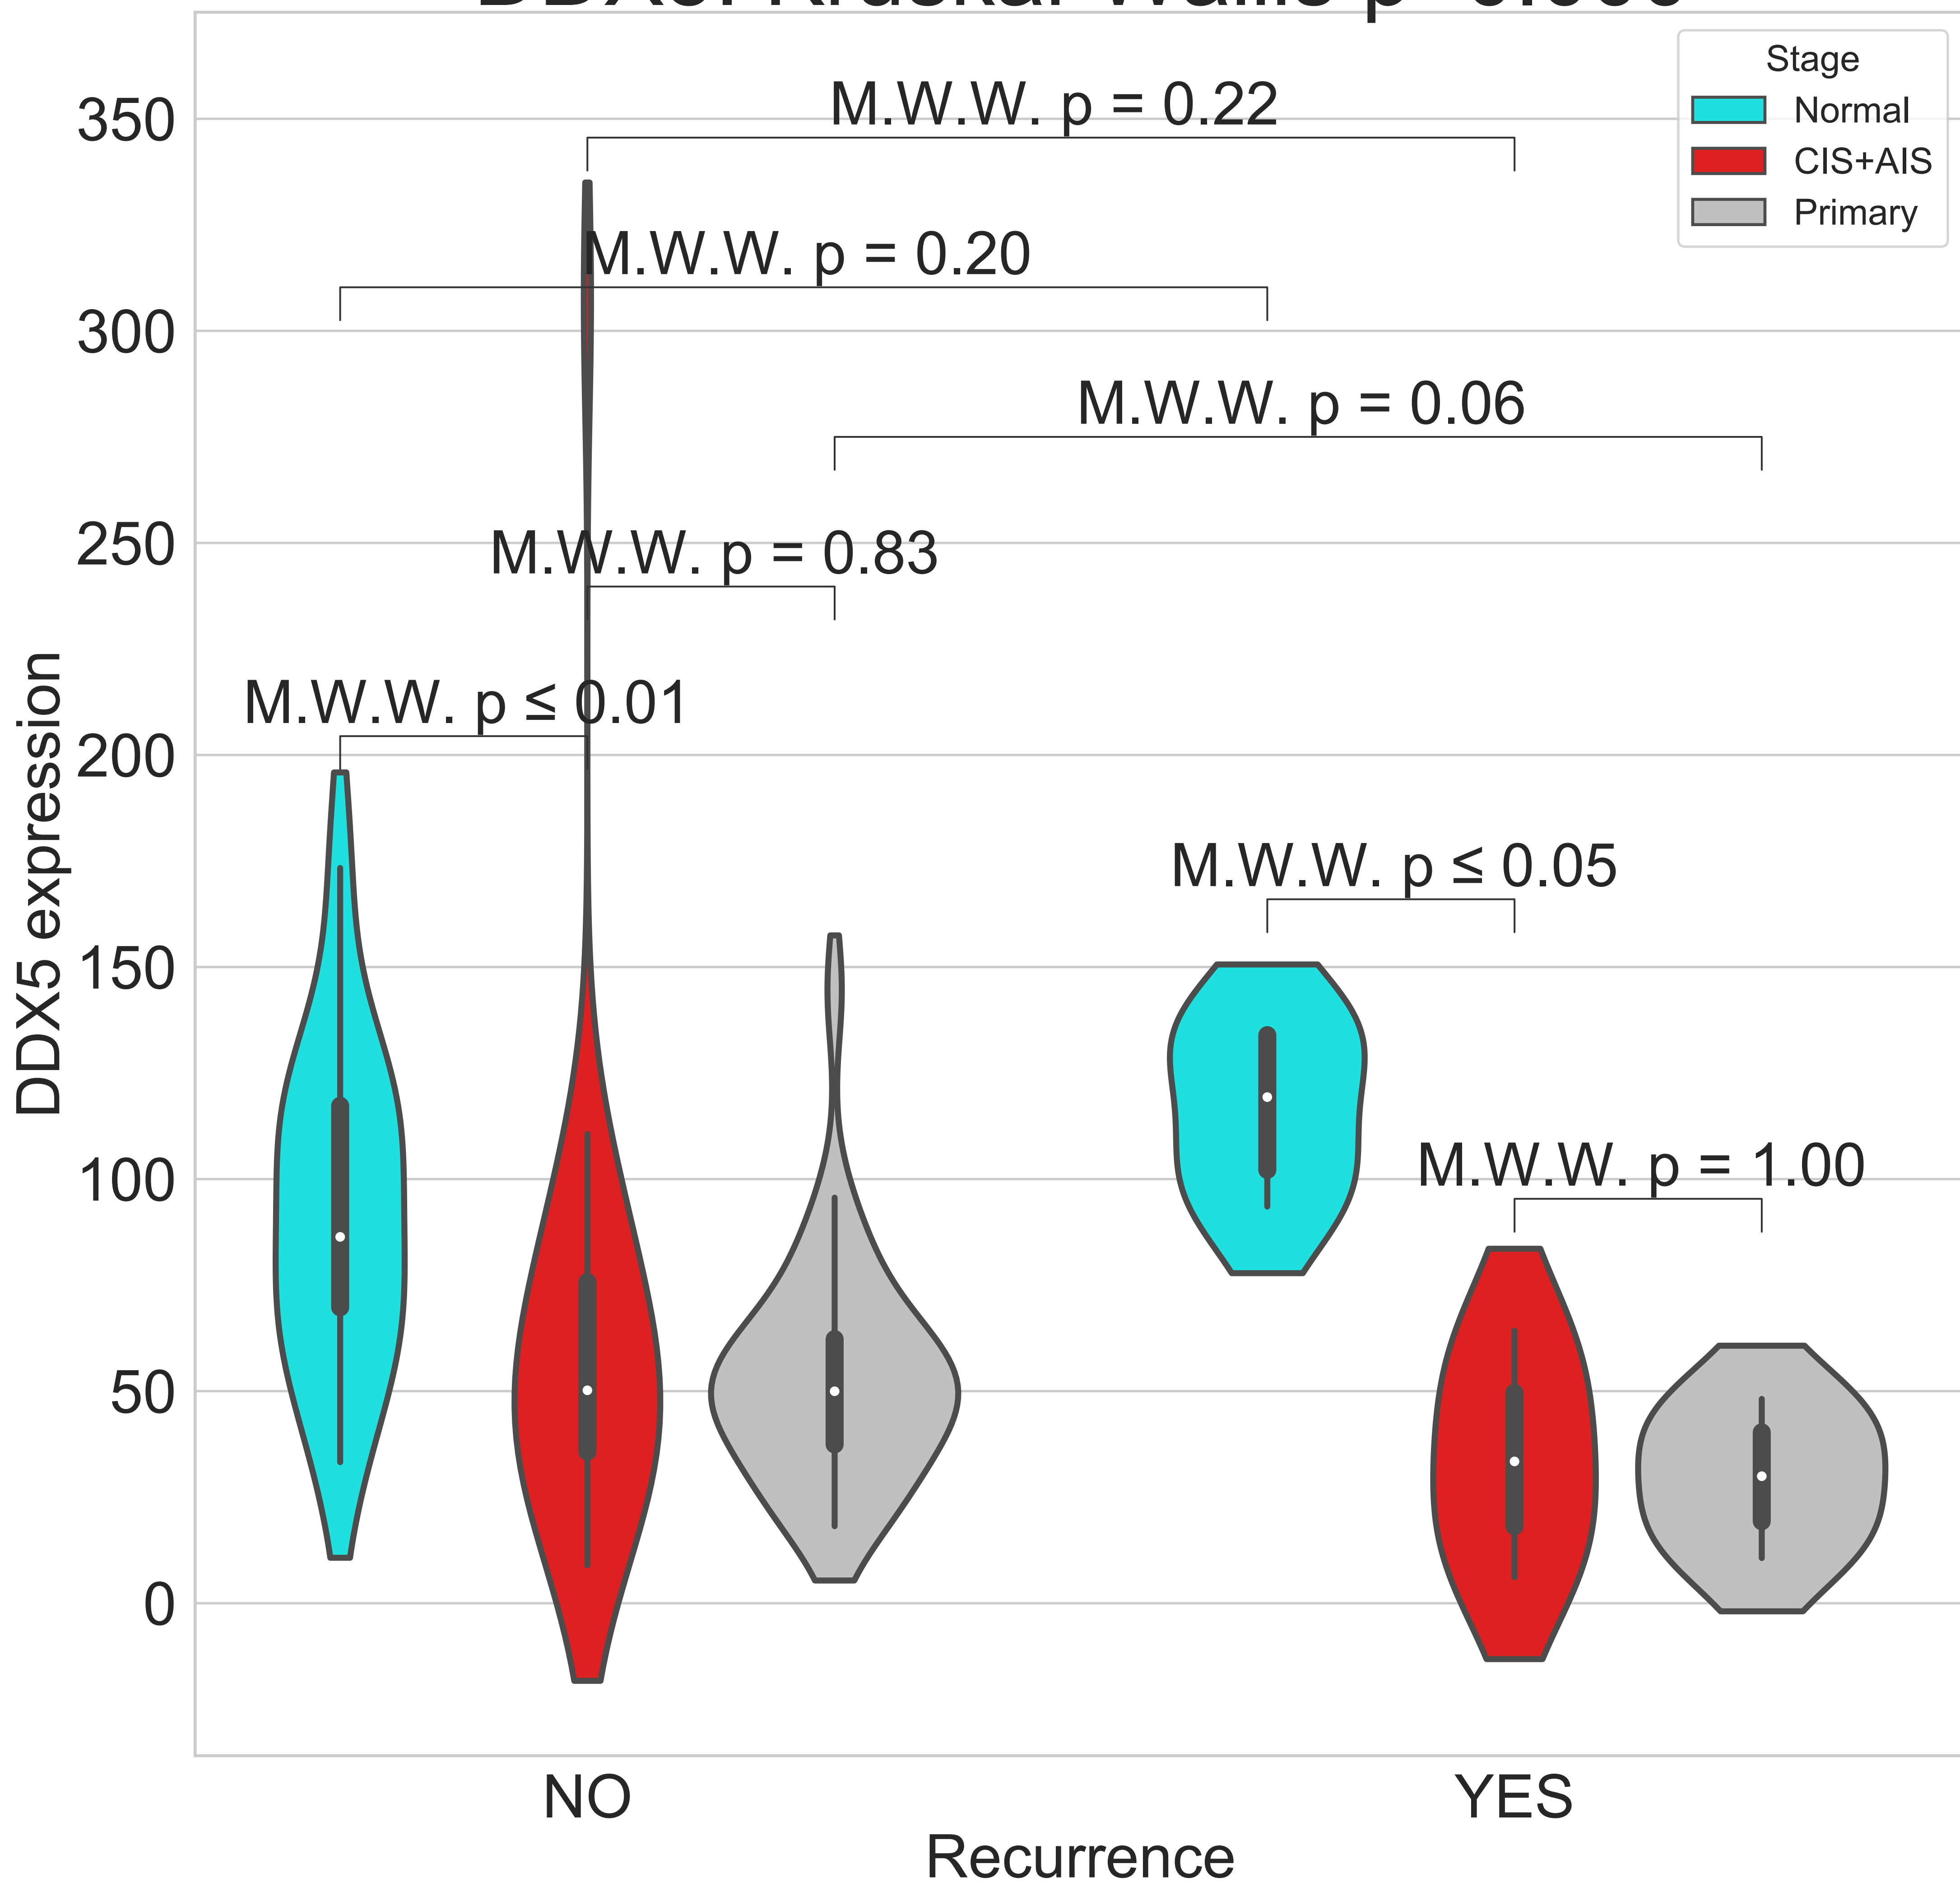 Stage
Normal
CIS+AIS
Primary
M.W.W. p = 0.22
M.W.W. p = 0.20
M.W.W. p = 0.06
M.W.W. p = 0.83
M.W.W. p ≤ 0.01
M.W.W. p ≤ 0.05
M.W.W. p = 1.00
350
300
250
200
150
100
50
0
DDX5 expression
NO
YES
Recurrence